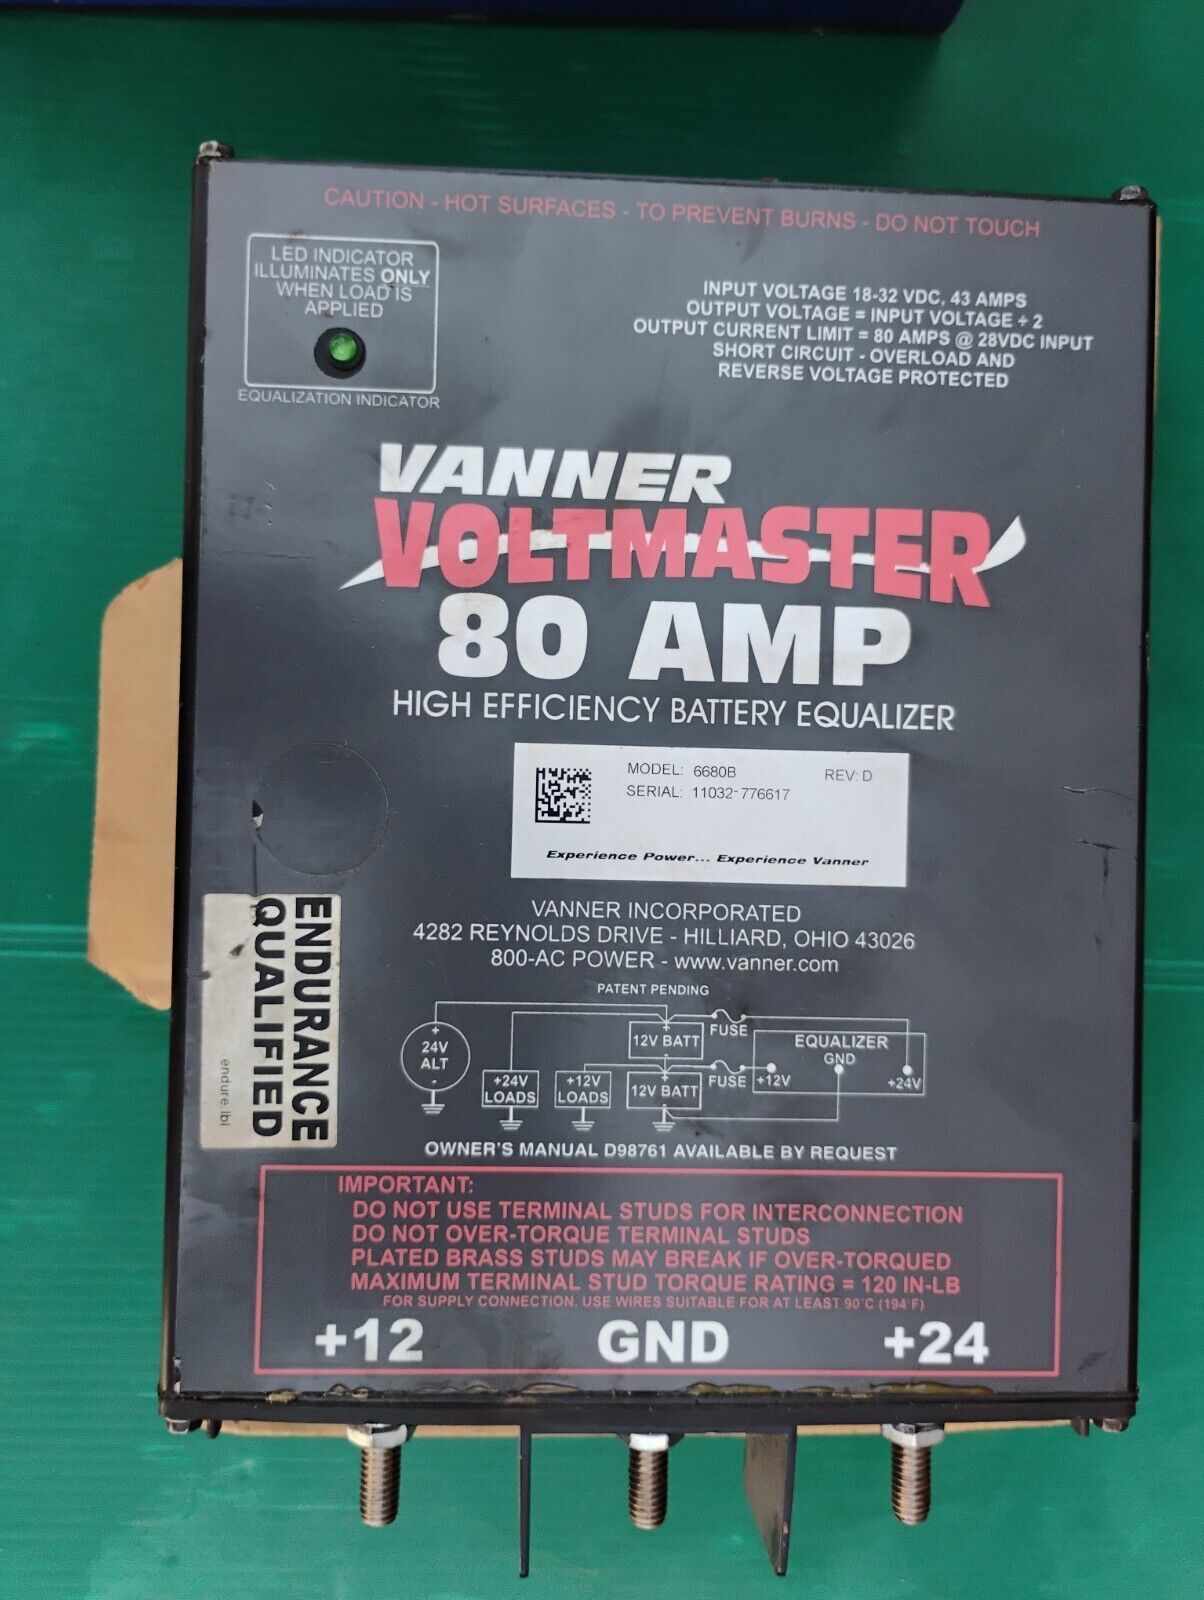 CAUTION - HOT SURFACES - TO PREVENT BURNS - DO NOT TOUCH
LED INDICATOR
ILLUMINATES ONLY
WHEN LOAD IS
APPLIED
EQUALIZATION INDICATOR
INPUT VOLTAGE 18-32 VDC, 43 AMPS
OUTPUT VOLTAGE = INPUT VOLTAGE ÷ 2
OUTPUT CURRENT LIMIT = 80 AMPS @ 28VDC INPUT
SHORT CIRCUIT - OVERLOAD AND
REVERSE VOLTAGE PROTECTED
VANNER
VOLTMASTER
80 AMP
HIGH EFFICIENCY BATTERY EQUALIZER
MODEL: 6680B REV: D
SERIAL: 11032-776617
Experience Power... Experience Vanner
VANNER INCORPORATED
4282 REYNOLDS DRIVE - HILLIARD, OHIO 43026
800-AC POWER - www.vanner.com
PATENT PENDING
ENDURANCE
QUALIFIED
endure.lbl
+
24V
ALT
-
+24V
LOADS
+12V
LOADS
+
12V BATT
-
+
12V BATT
-
FUSE
FUSE
EQUALIZER
GND
+12V
+24V
OWNER'S MANUAL D98761 AVAILABLE BY REQUEST
IMPORTANT:
DO NOT USE TERMINAL STUDS FOR INTERCONNECTION
DO NOT OVER-TORQUE TERMINAL STUDS
PLATED BRASS STUDS MAY BREAK IF OVER-TORQUED
MAXIMUM TERMINAL STUD TORQUE RATING = 120 IN-LB
FOR SUPPLY CONNECTION, USE WIRES SUITABLE FOR AT LEAST 90°C (194°F)
+12 GND +24